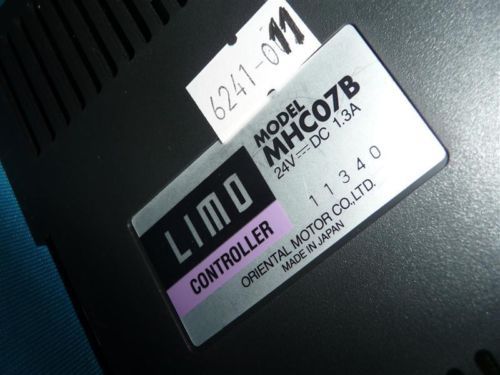 6241-011
LIMO
CONTROLLER
MODEL
MHC07B
24V⎓DC 1.3A
11340
ORIENTAL MOTOR CO.,LTD.
MADE IN JAPAN